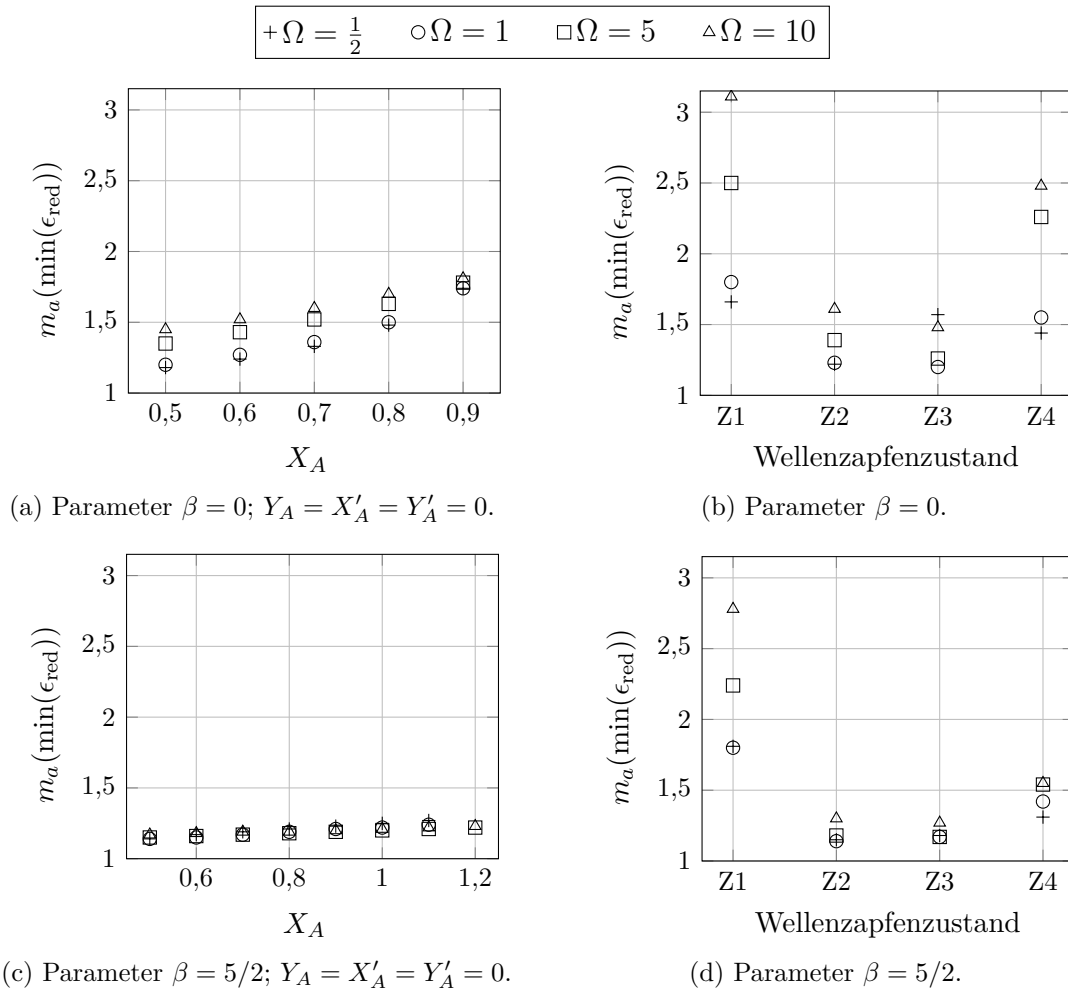 + Ω = 1/2 ○ Ω = 1 □ Ω = 5 △ Ω = 10
3
2,5
2
1,5
1
m_a(min(ϵ_red))
0,5 0,6 0,7 0,8 0,9
X_A
(a) Parameter β = 0; Y_A = X′_A = Y′_A = 0.
3
2,5
2
1,5
1
m_a(min(ϵ_red))
Z1 Z2 Z3 Z4
Wellenzapfenzustand
(b) Parameter β = 0.
3
2,5
2
1,5
1
m_a(min(ϵ_red))
0,6 0,8 1 1,2
X_A
(c) Parameter β = 5/2; Y_A = X′_A = Y′_A = 0.
3
2,5
2
1,5
1
m_a(min(ϵ_red))
Z1 Z2 Z3 Z4
Wellenzapfenzustand
(d) Parameter β = 5/2.